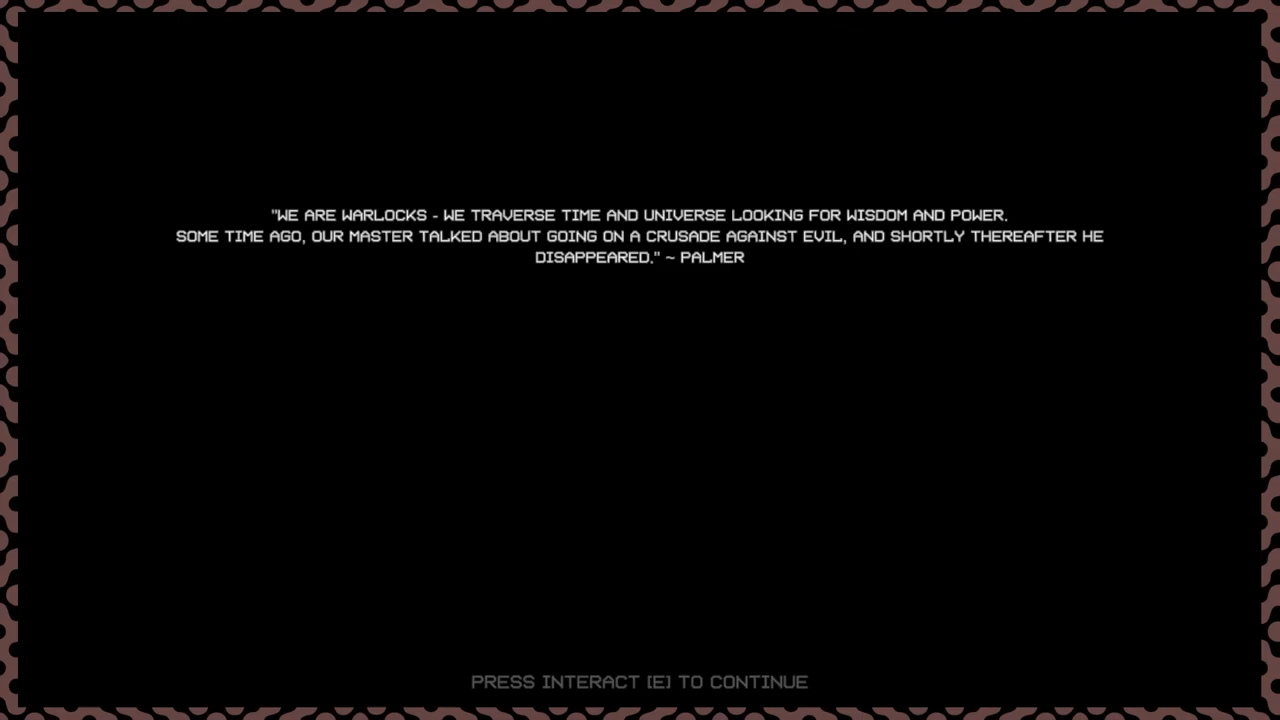 "WE ARE WARLOCKS - WE TRAVERSE TIME AND UNIVERSE LOOKING FOR WISDOM AND POWER.
SOME TIME AGO, OUR MASTER TALKED ABOUT GOING ON A CRUSADE AGAINST EVIL, AND SHORTLY THEREAFTER HE
DISAPPEARED." ~ PALMER
PRESS INTERACT [E] TO CONTINUE